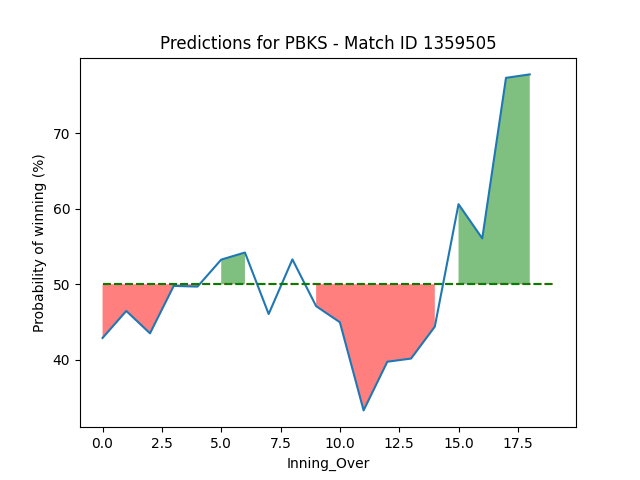 Predictions for PBKS - Match ID 1359505
Probability of winning (%)
70
60
50
40
0.0 2.5 5.0 7.5 10.0 12.5 15.0 17.5
Inning_Over